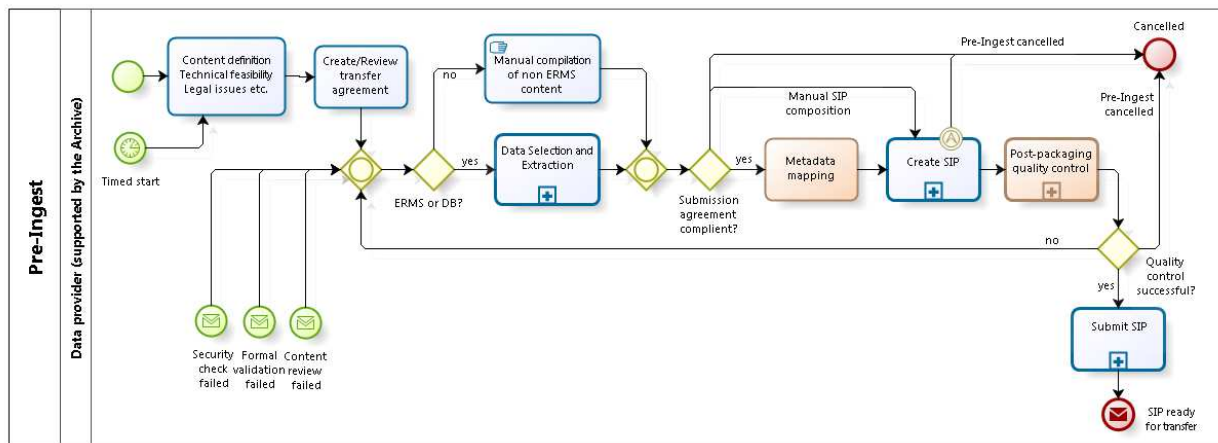 Pre-Ingest
Data provider (supported by the Archive)
Content definition
Technical feasibility
Legal issues etc.
Timed start
Create/Review
transfer
agreement
no
Manual compilation
of non ERMS
content
yes
Data Selection and
Extraction
ERMS or DB?
Security
check
failed
Formal
validation
failed
Content
review
failed
Pre-Ingest cancelled
Manual SIP
composition
yes
Submission
agreement
complient?
Metadata
mapping
Create SIP
A
Post-packaging
quality control
Cancelled
Pre-Ingest
cancelled
no
Quality
control
successful?
yes
Submit SIP
SIP ready
for transfer